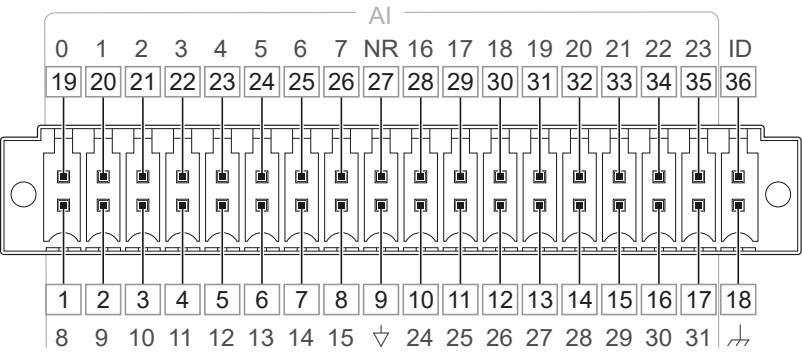 AI
0 1 2 3 4 5 6 7 NR 16 17 18 19 20 21 22 23 ID
19 20 21 22 23 24 25 26 27 28 29 30 31 32 33 34 35 36
1 2 3 4 5 6 7 8 9 10 11 12 13 14 15 16 17 18
8 9 10 11 12 13 14 15 24 25 26 27 28 29 30 31